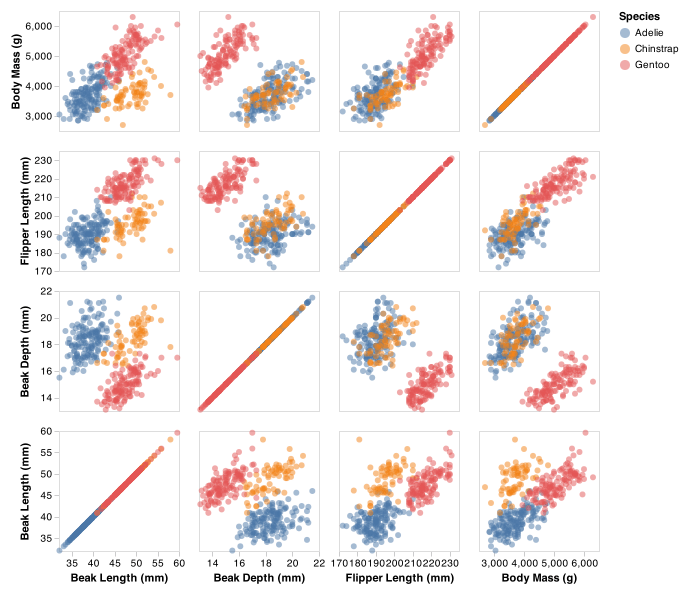 Species
Adelie
Chinstrap
Gentoo
Body Mass (g)
6,000
5,000
4,000
3,000
Flipper Length (mm)
230
220
210
200
190
180
170
Beak Depth (mm)
22
20
18
16
14
Beak Length (mm)
60
55
50
45
40
35
35 40 45 50 55 60
Beak Length (mm)
14 16 18 20 22
Beak Depth (mm)
170 180 190 200 210 220 230
Flipper Length (mm)
3,000 4,000 5,000 6,000
Body Mass (g)